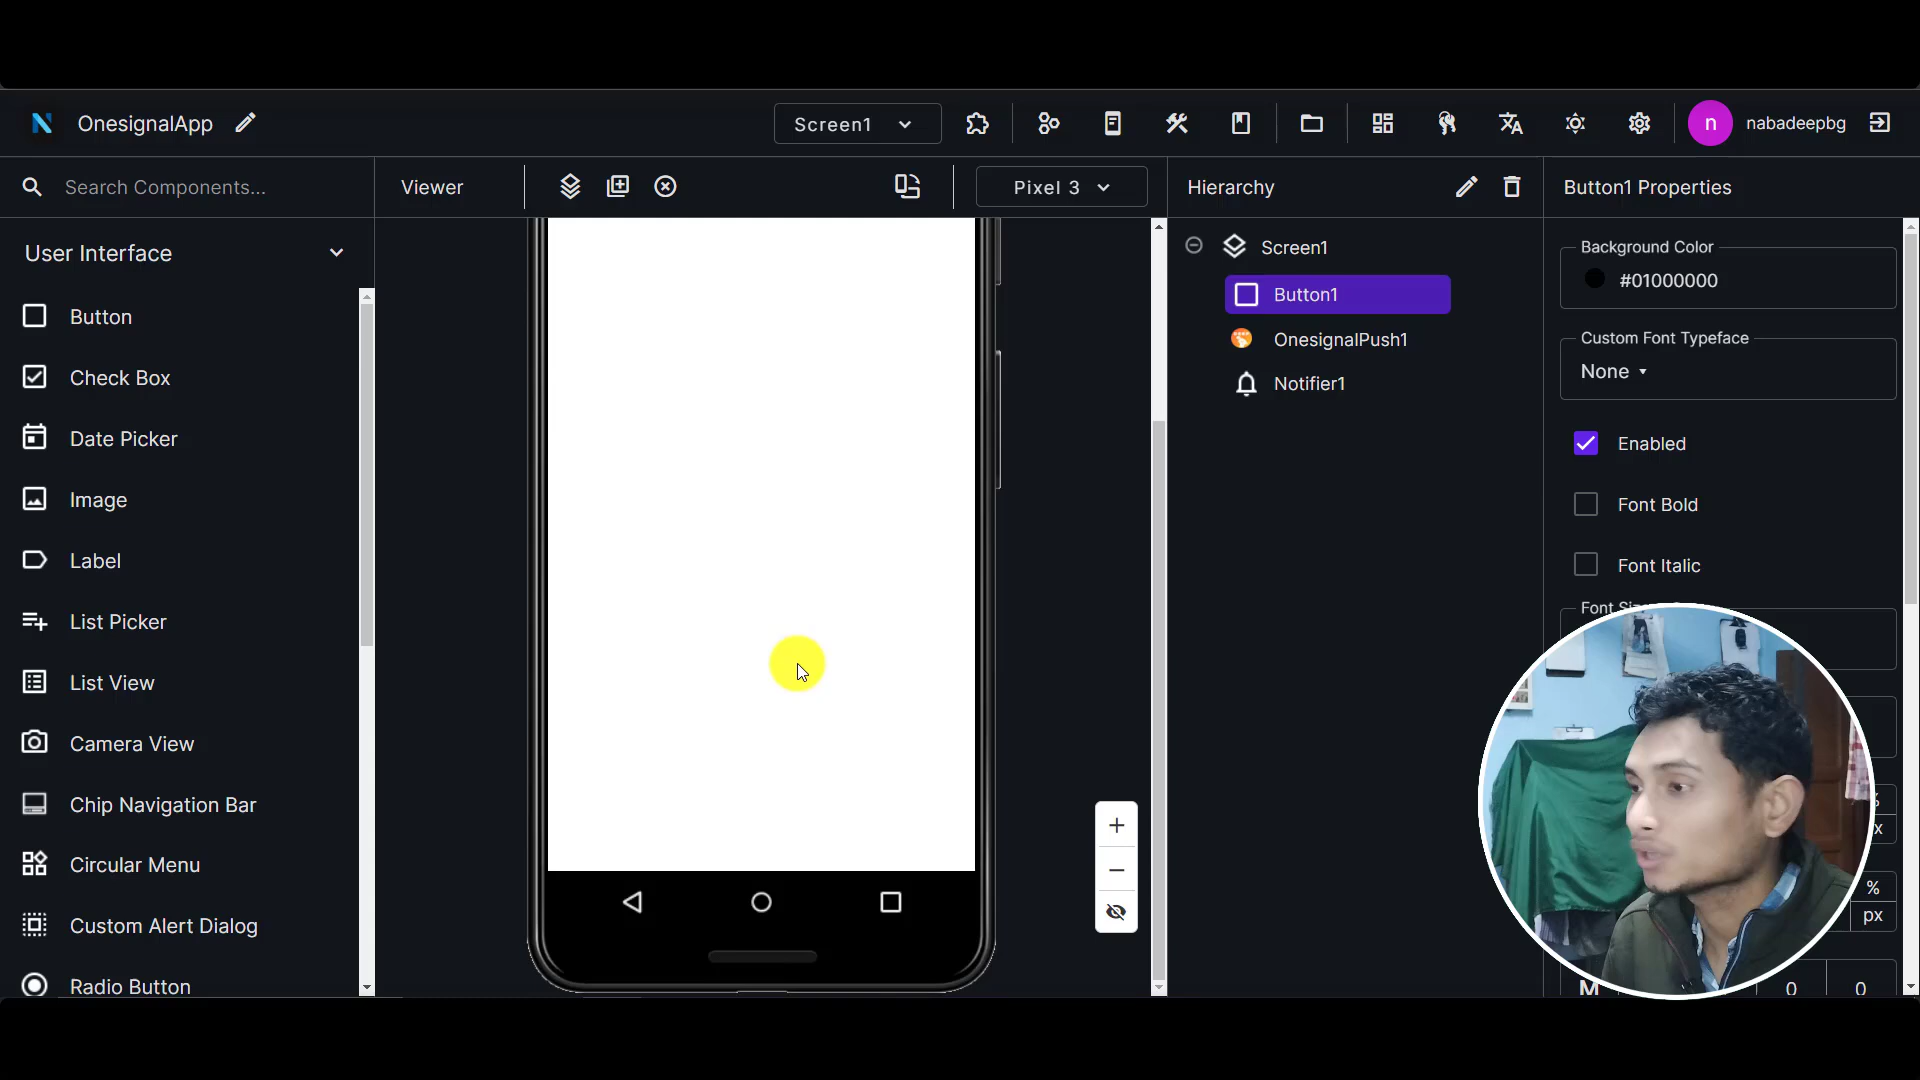 OnesignalApp
Screen1
n
nabadeepbg
Search Components...
Viewer
Pixel 3
Hierarchy
Button1 Properties
User Interface
Button
Check Box
Date Picker
Image
Label
List Picker
List View
Camera View
Chip Navigation Bar
Circular Menu
Custom Alert Dialog
Radio Button
Screen1
Button1
OnesignalPush1
Notifier1
Background Color
#01000000
Custom Font Typeface
None
Enabled
Font Bold
Font Italic
Font
%
px
M
0
0